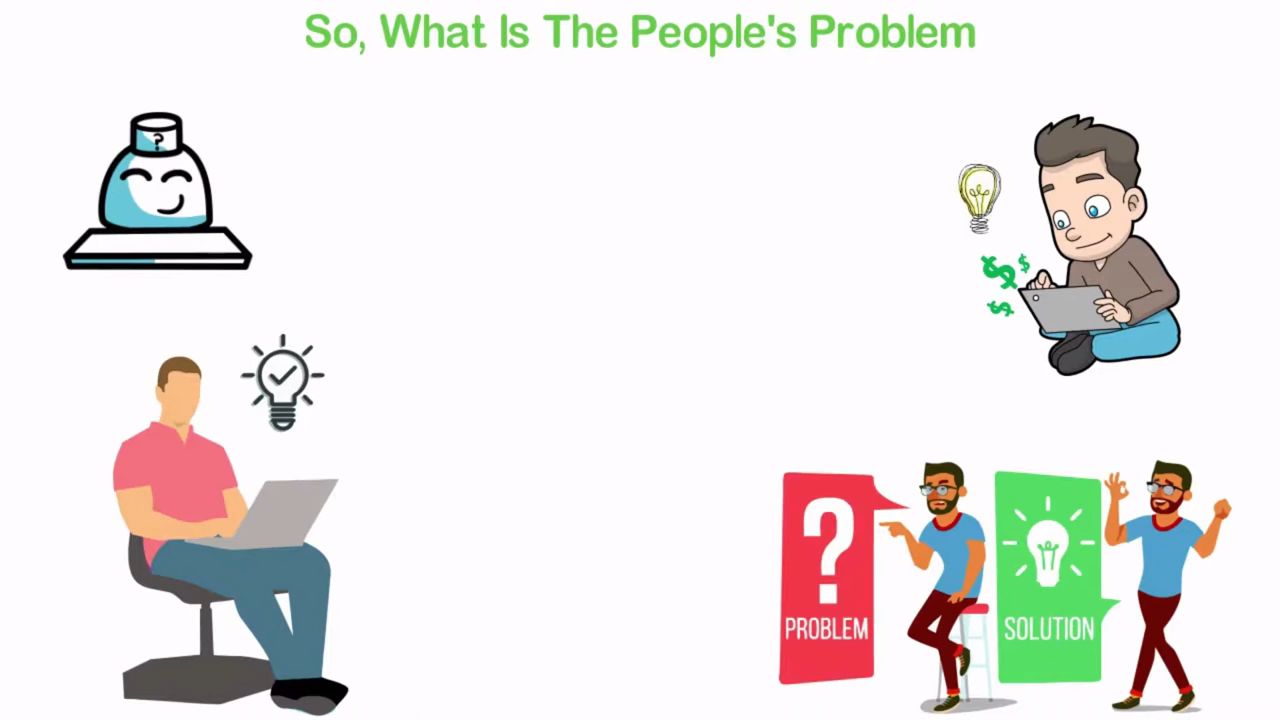 So, What Is The People's Problem
?
$
$
$
?
PROBLEM
SOLUTION